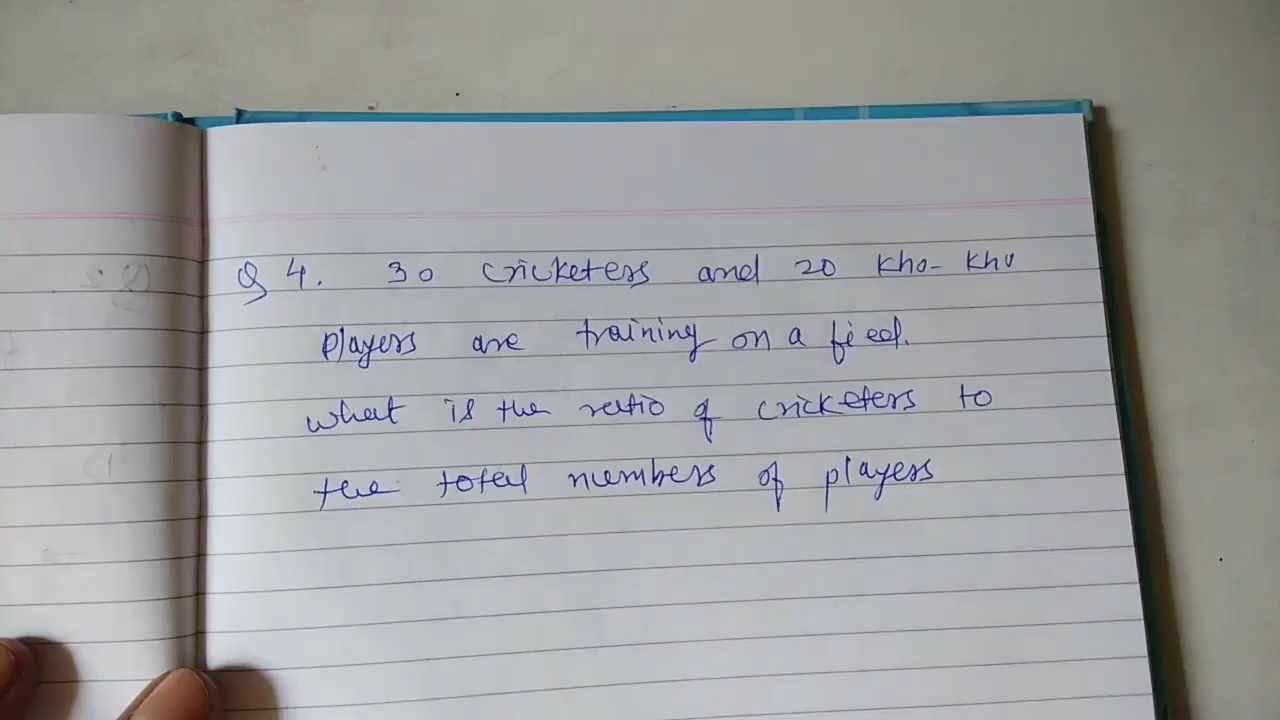 Q 4. 30 cricketers and 20 kho-kho
players are training on a fieed.
what is the ratio of cricketers to
the total numbers of players